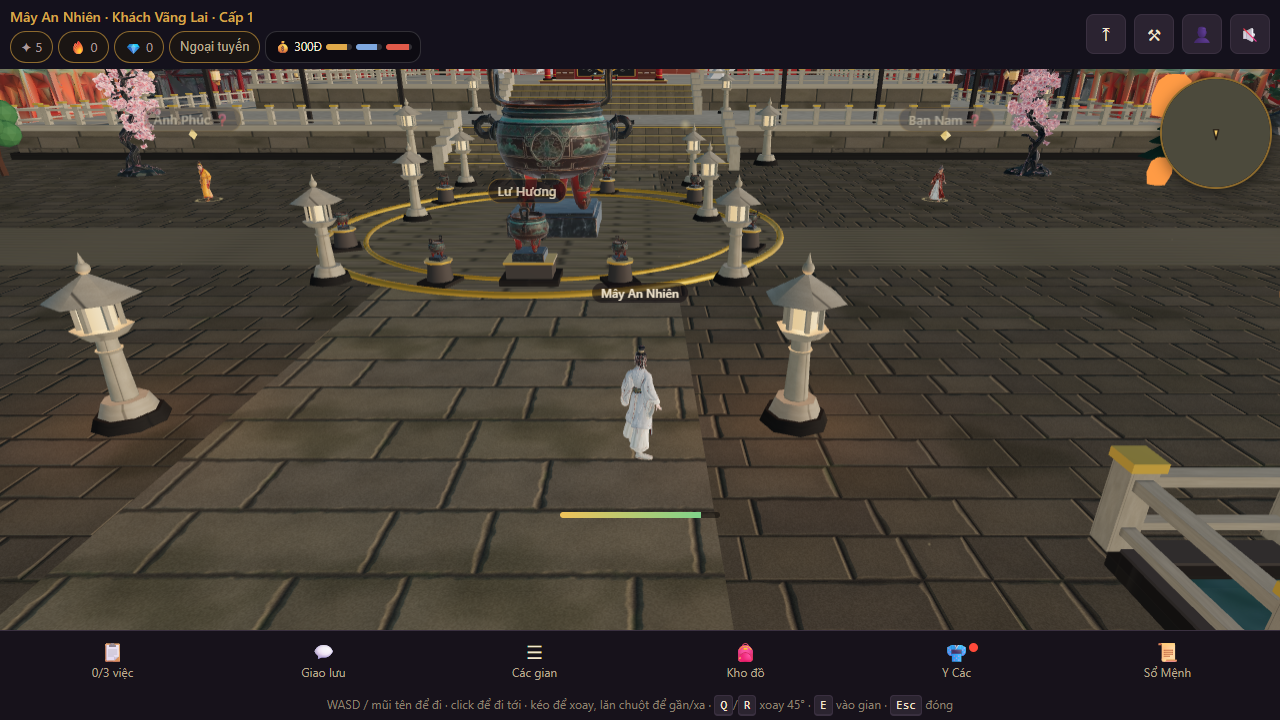 Mây An Nhiên · Khách Vãng Lai · Cấp 1
5
0
0
Ngoại tuyến
300Đ
Ánh Phúc
Bạn Nam
Lư Hương
Mây An Nhiên
0/3 việc
Giao lưu
Các gian
Kho đồ
Y Các
Sổ Mệnh
WASD / mũi tên để đi · click để đi tới · kéo để xoay, lăn chuột để gần/xa · Q / R xoay 45° · E vào gian · Esc đóng